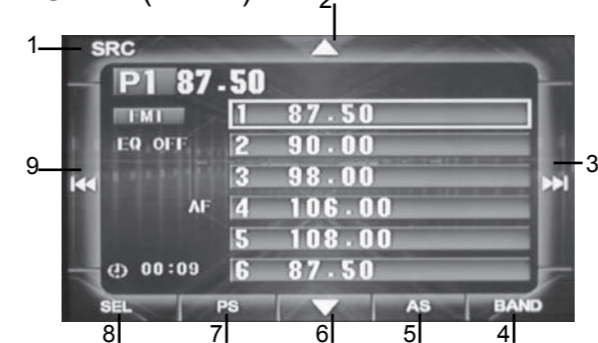 2
1 SRC
P1 87.50
FM1 1 87.50
EQ OFF 2 90.00
9 3 98.00 3
AF 4 106.00
5 108.00
00:09 6 87.50
SEL PS AS BAND
8 7 6 5 4